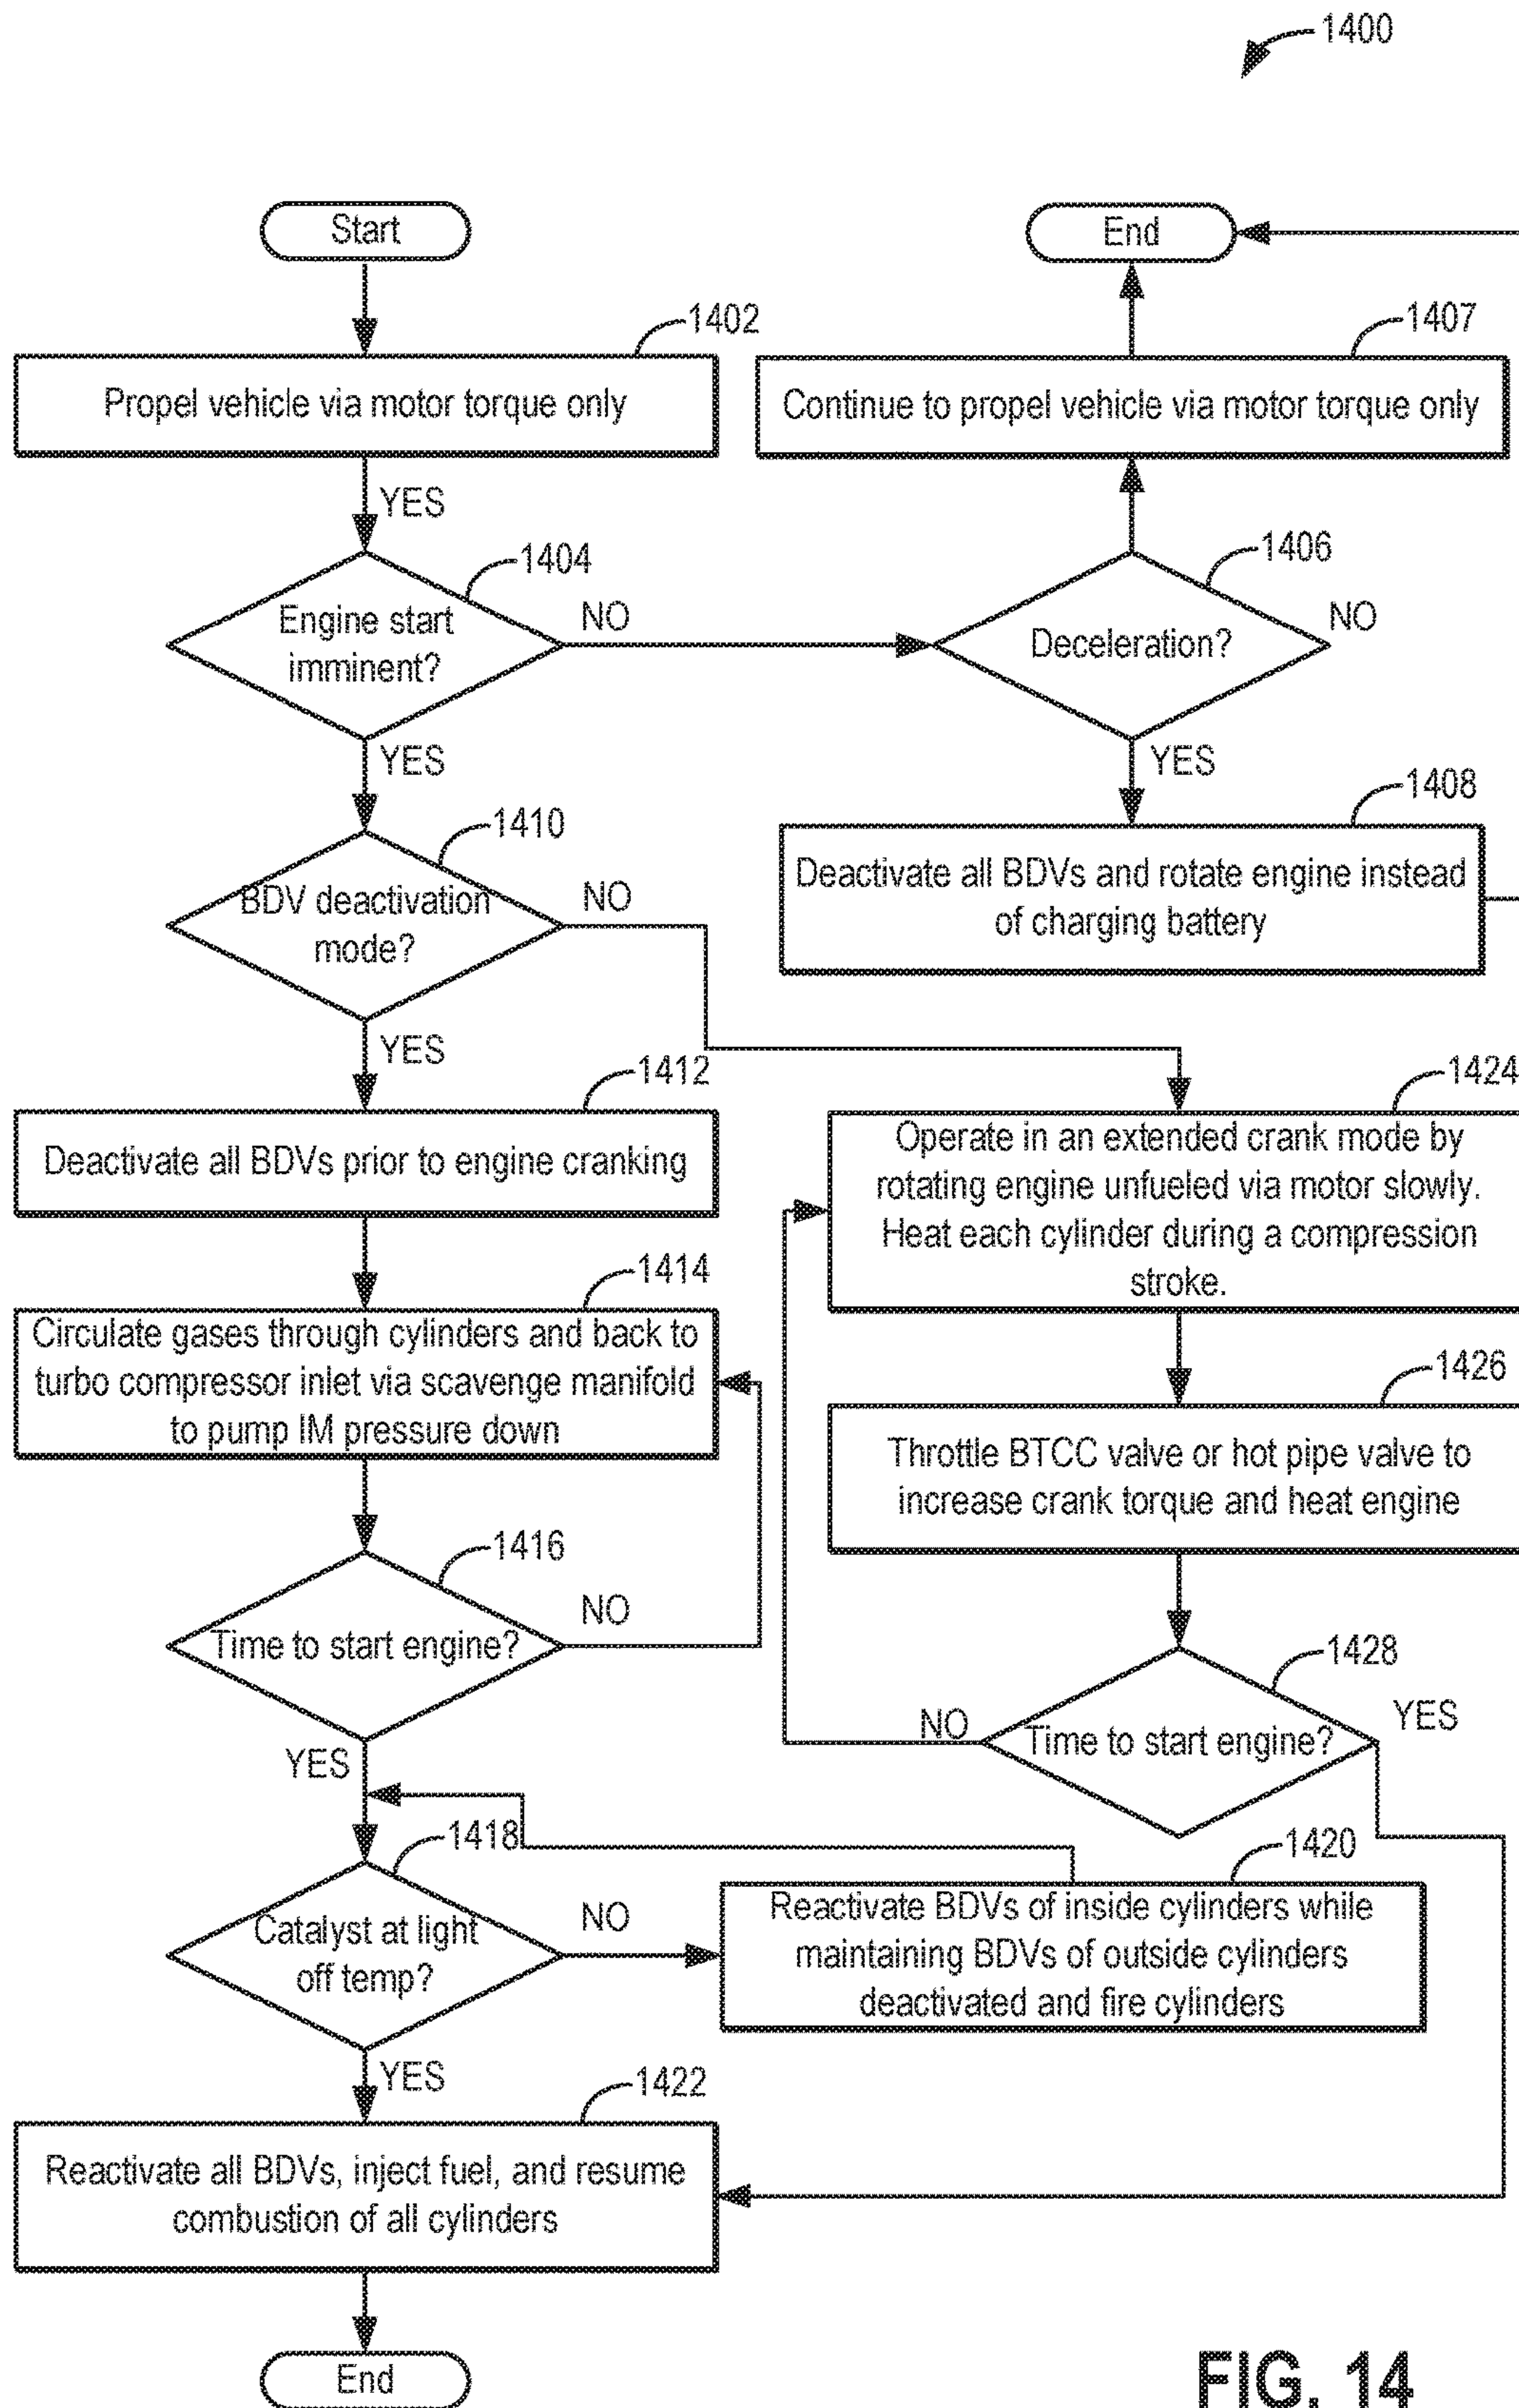 1400
Start
End
1402
1407
Propel vehicle via motor torque only
Continue to propel vehicle via motor torque only
YES
1404
1406
Engine start
imminent?
NO
Deceleration?
NO
YES
YES
1410
1408
BDV deactivation
mode?
NO
Deactivate all BDVs and rotate engine instead
of charging battery
YES
1412
1424
Deactivate all BDVs prior to engine cranking
Operate in an extended crank mode by
rotating engine unfueled via motor slowly.
Heat each cylinder during a compression
stroke.
1414
Circulate gases through cylinders and back to
turbo compressor inlet via scavenge manifold
to pump IM pressure down
1426
Throttle BTCC valve or hot pipe valve to
increase crank torque and heat engine
1416
NO
Time to start engine?
1428
YES
NO
Time to start engine?
YES
1418
1420
Catalyst at light
off temp?
NO
Reactivate BDVs of inside cylinders while
maintaining BDVs of outside cylinders
deactivated and fire cylinders
YES
1422
Reactivate all BDVs, inject fuel, and resume
combustion of all cylinders
End
FIG. 14